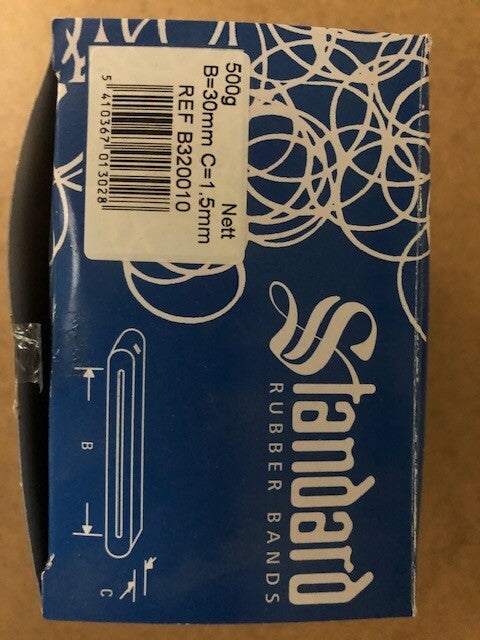 500g Nett
B=30mm C=1,5mm
REF B320010
5 410367 013028
Standard
RUBBER BANDS
B
C